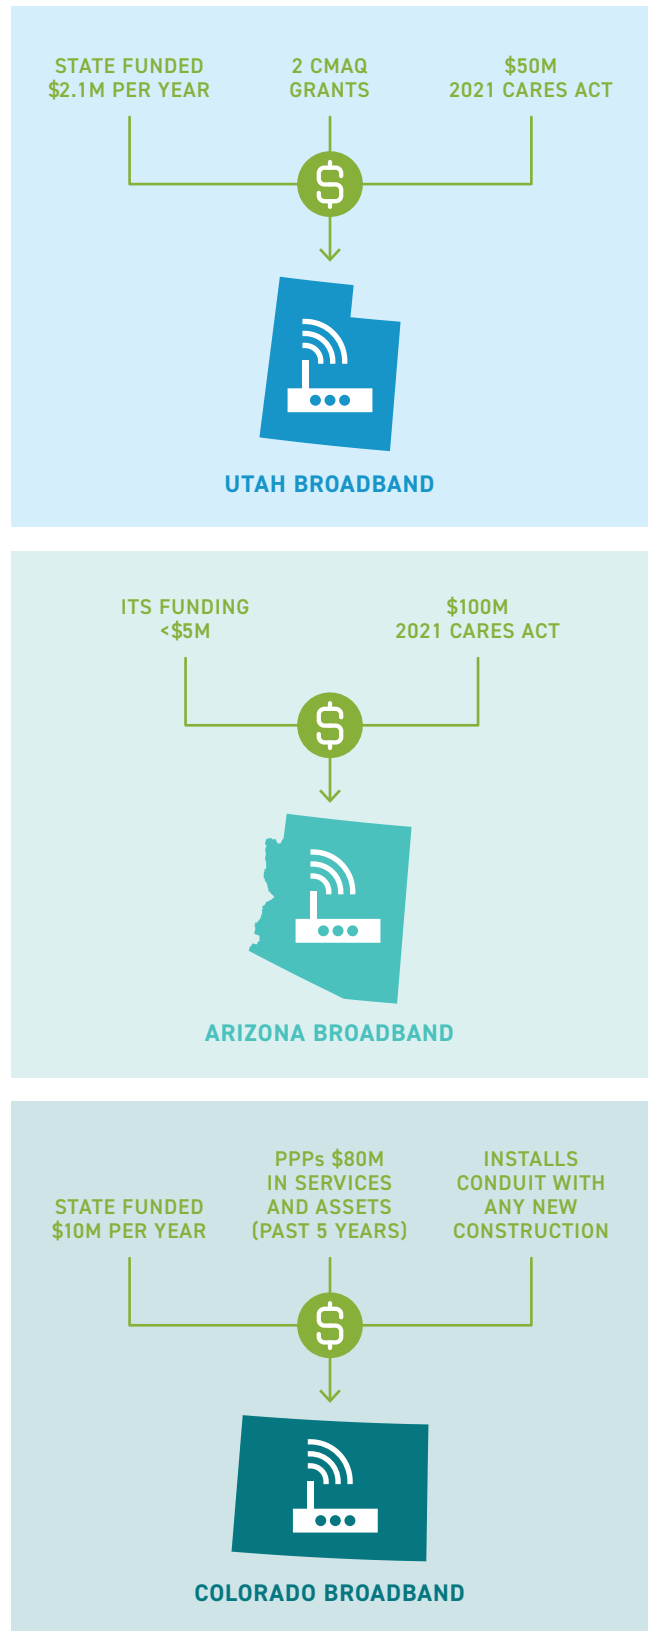 STATE FUNDED
$2.1M PER YEAR
2 CMAQ
GRANTS
$50M
2021 CARES ACT
$
UTAH BROADBAND
ITS FUNDING
<$5M
$100M
2021 CARES ACT
$
ARIZONA BROADBAND
STATE FUNDED
$10M PER YEAR
PPPs $80M
IN SERVICES
AND ASSETS
(PAST 5 YEARS)
INSTALLS
CONDUIT WITH
ANY NEW
CONSTRUCTION
$
COLORADO BROADBAND